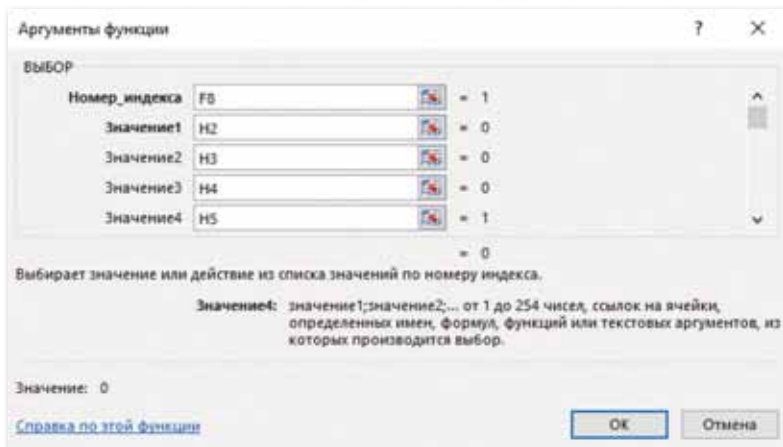 Аргументы функции ? ×
ВЫБОР
Номер_индекса F8 = 1
Значение1 H2 = 0
Значение2 H3 = 0
Значение3 H4 = 0
Значение4 H5 = 1
= 0
Выбирает значение или действие из списка значений по номеру индекса.
Значение4: значение1;значение2;... от 1 до 254 чисел, ссылок на ячейки,
определенных имен, формул, функций или текстовых аргументов, из
которых производится выбор.
Значение: 0
Справка по этой функции
ОК Отмена